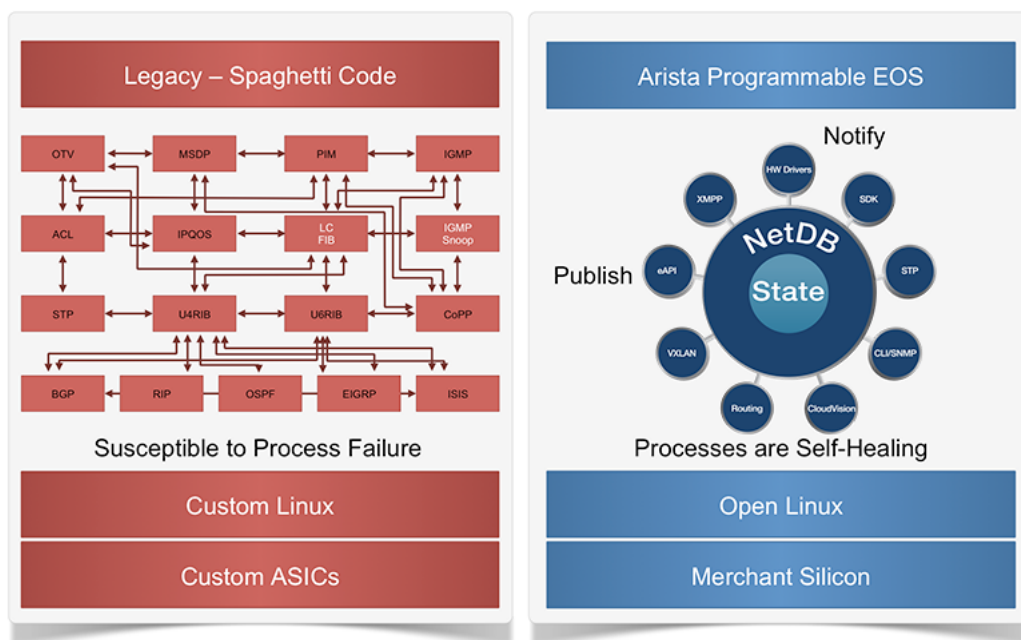 Legacy – Spaghetti Code
OTV
MSDP
PIM
IGMP
ACL
IPQOS
LC
FIB
IGMP
Snoop
STP
U4RIB
U6RIB
CoPP
BGP
RIP
OSPF
EIGRP
ISIS
Susceptible to Process Failure
Custom Linux
Custom ASICs
Arista Programmable EOS
Notify
Publish
HW Drivers
XMPP
SDK
eAPI
STP
VXLAN
CLI/SNMP
Routing
CloudVision
NetDB
State
Processes are Self-Healing
Open Linux
Merchant Silicon